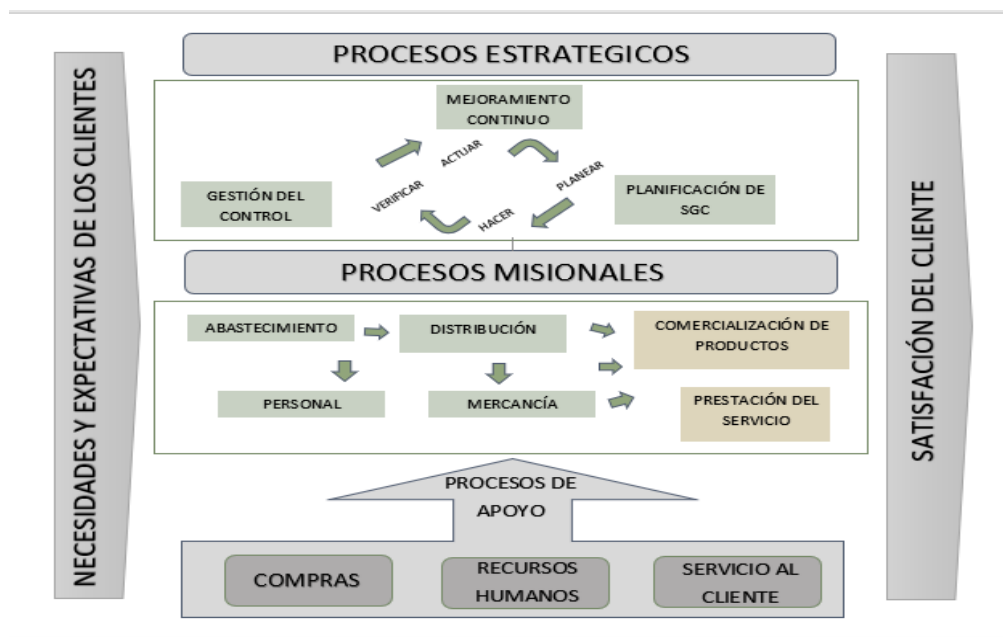 NECESIDADES Y EXPECTATIVAS DE LOS CLIENTES
PROCESOS ESTRATEGICOS
MEJORAMIENTO
CONTINUO
ACTUAR
PLANEAR
VERIFICAR
HACER
GESTIÓN DEL
CONTROL
PLANIFICACIÓN DE
SGC
PROCESOS MISIONALES
ABASTECIMIENTO
DISTRIBUCIÓN
COMERCIALIZACIÓN DE
PRODUCTOS
PERSONAL
MERCANCÍA
PRESTACIÓN DEL
SERVICIO
PROCESOS DE
APOYO
COMPRAS
RECURSOS
HUMANOS
SERVICIO AL
CLIENTE
SATISFACIÓN DEL CLIENTE